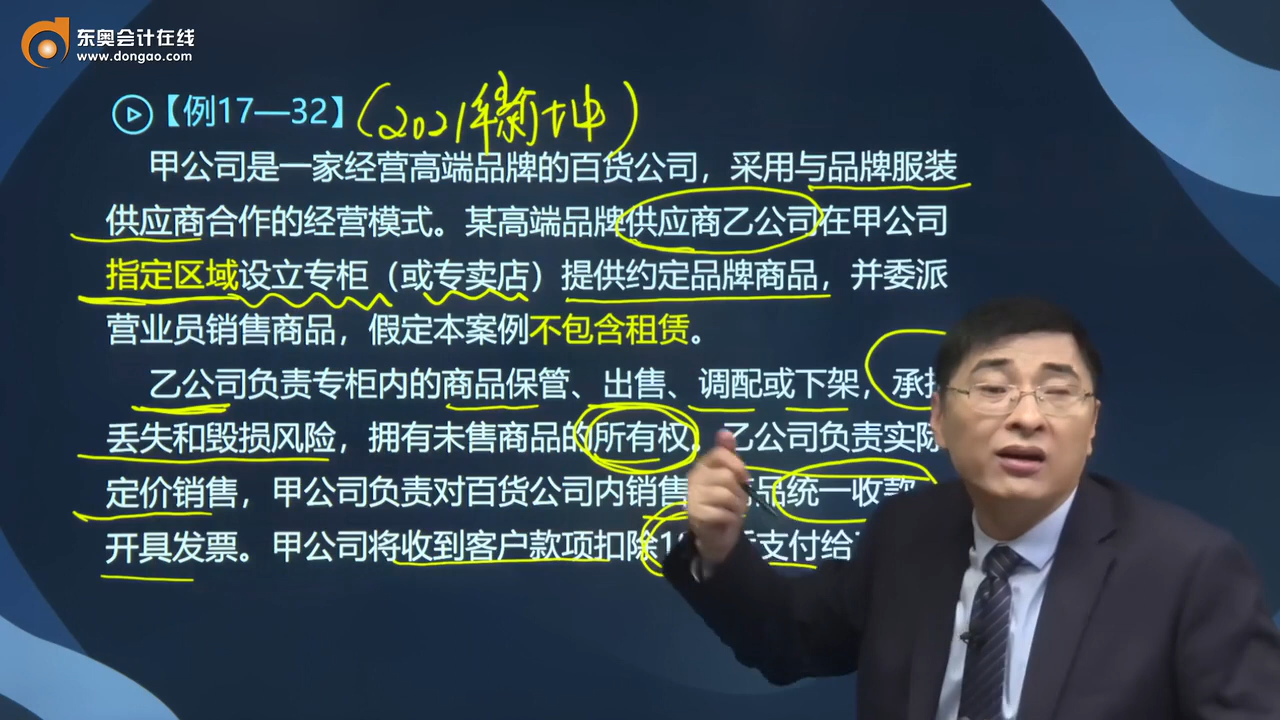 东奥会计在线
www.dongao.com
【例17—32】(2021年新增)
甲公司是一家经营高端品牌的百货公司，采用与品牌服装
供应商合作的经营模式。某高端品牌供应商乙公司在甲公司
指定区域设立专柜（或专卖店）提供约定品牌商品，并委派
营业员销售商品，假定本案例不包含租赁。
乙公司负责专柜内的商品保管、出售、调配或下架，承担
丢失和毁损风险，拥有未售商品的所有权。乙公司负责实际
定价销售，甲公司负责对百货公司内销售 品统一收款
开具发票。甲公司将收到客户款项扣除1 支付给